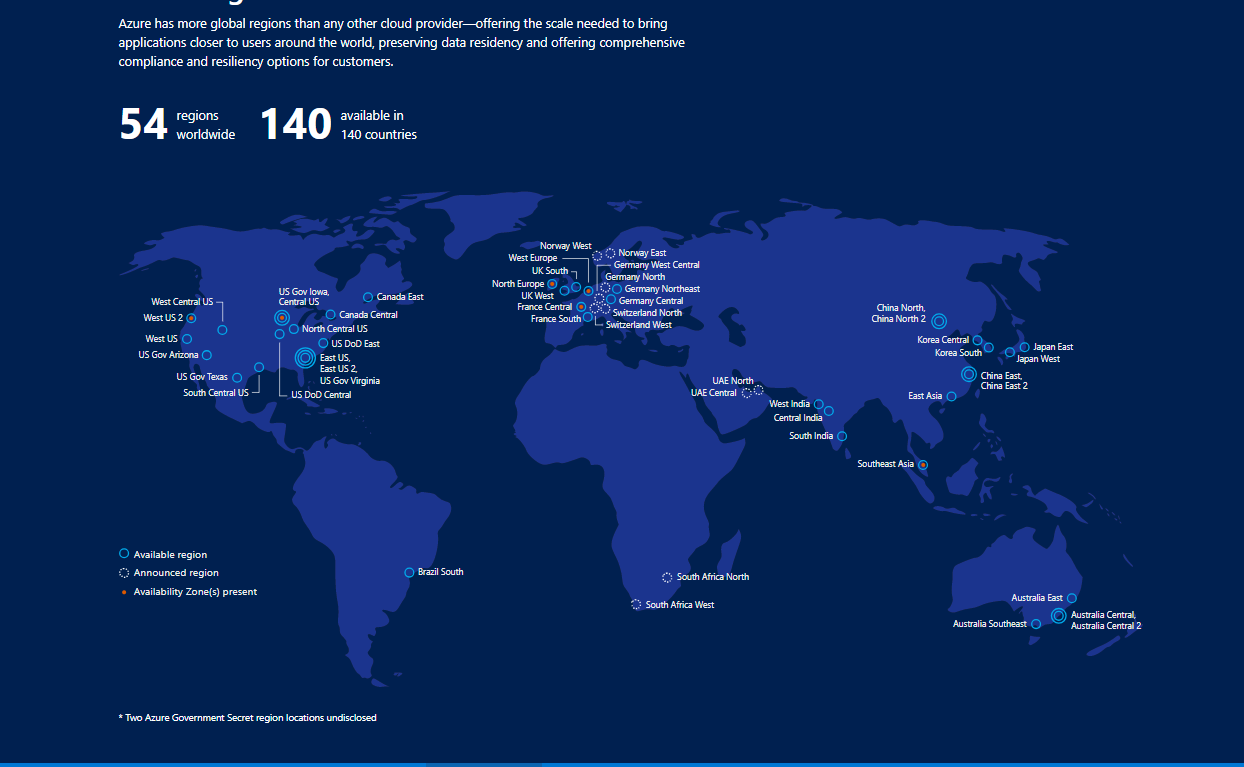 Azure has more global regions than any other cloud provider—offering the scale needed to bring
applications closer to users around the world, preserving data residency and offering comprehensive
compliance and resiliency options for customers.
54 regions worldwide
140 available in 140 countries
Norway West
Norway East
West Europe
Germany West Central
UK South
Germany North
North Europe
Germany Northeast
UK West
Germany Central
France Central
Switzerland North
France South
Switzerland West
US Gov Iowa,
Central US
Canada East
West Central US
Canada Central
West US 2
North Central US
West US
US DoD East
US Gov Arizona
East US,
East US 2,
US Gov Virginia
US Gov Texas
South Central US
US DoD Central
China North,
China North 2
Korea Central
Japan East
Korea South
Japan West
China East,
China East 2
UAE North
UAE Central
West India
East Asia
Central India
South India
Southeast Asia
Available region
Announced region
Availability Zone(s) present
Brazil South
South Africa North
South Africa West
Australia East
Australia Central,
Australia Central 2
Australia Southeast
* Two Azure Government Secret region locations undisclosed